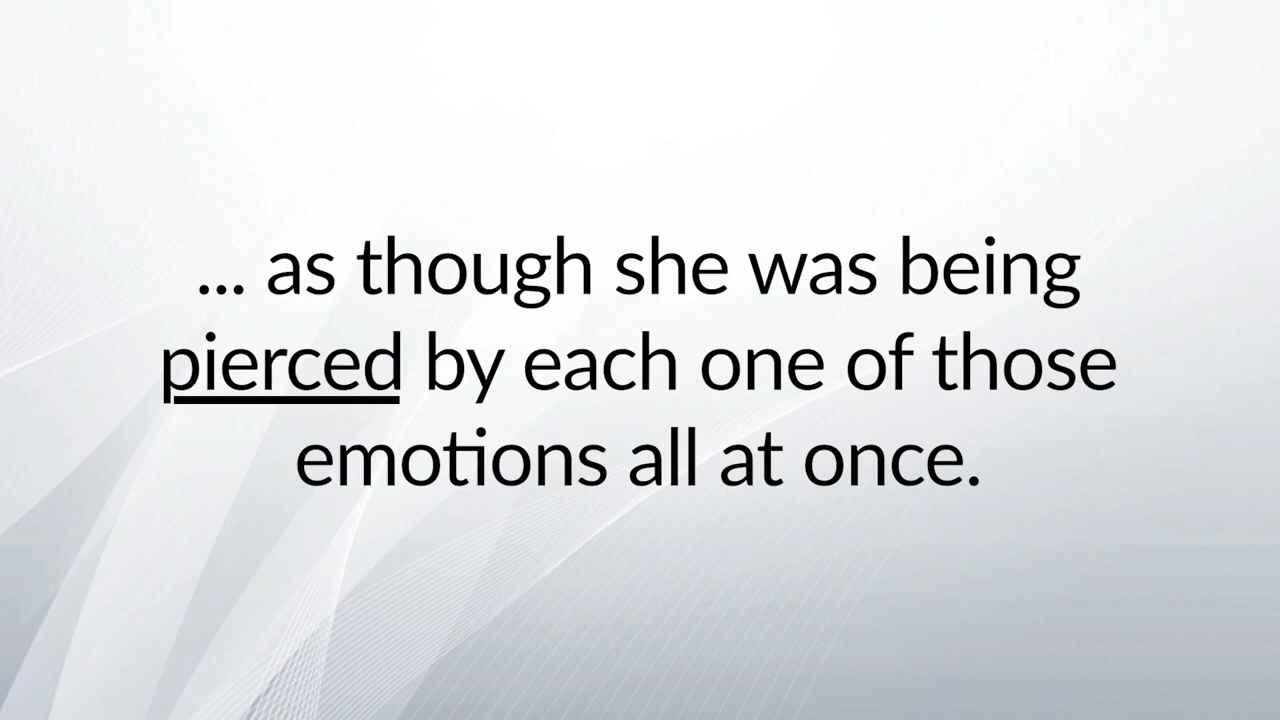 ... as though she was being
pierced by each one of those
emotions all at once.